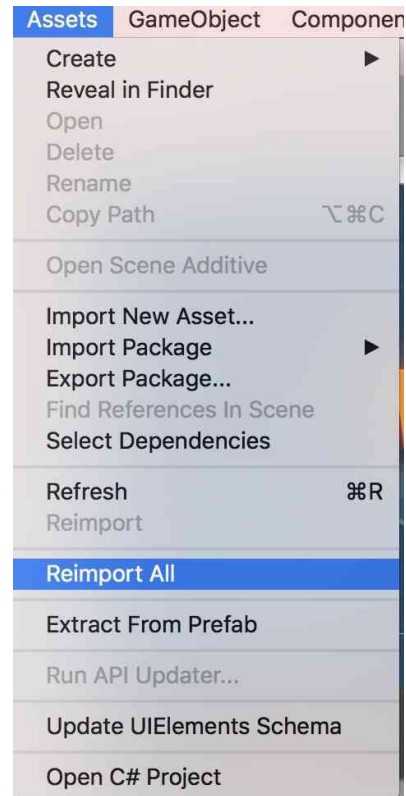 Assets GameObject Componen
Create ▶
Reveal in Finder
Open
Delete
Rename
Copy Path ⌥⌘C
Open Scene Additive
Import New Asset...
Import Package ▶
Export Package...
Find References In Scene
Select Dependencies
Refresh ⌘R
Reimport
Reimport All
Extract From Prefab
Run API Updater...
Update UIElements Schema
Open C# Project